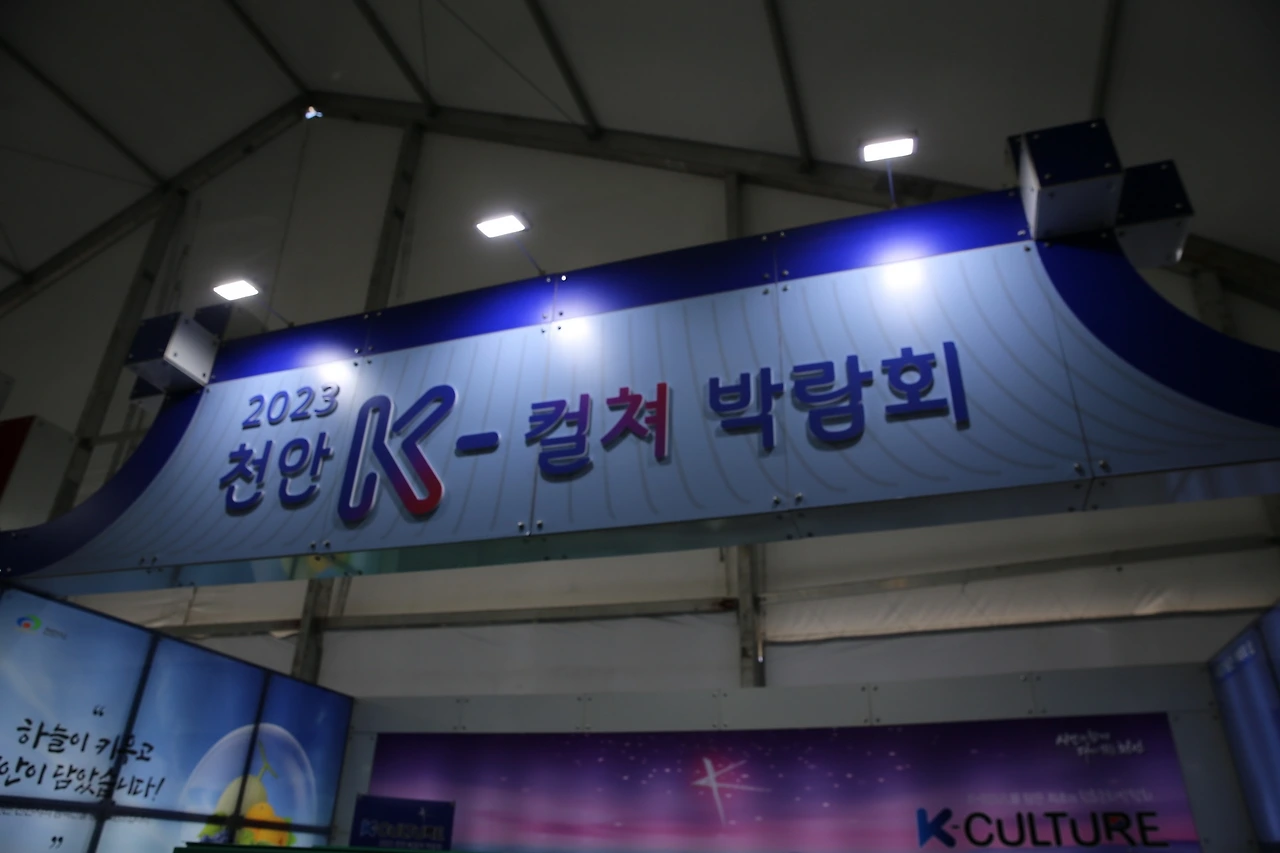 2023
천안 K-컬쳐 박람회
“
하늘이 키우고
안이 담았습니다!
”
K-CULTURE